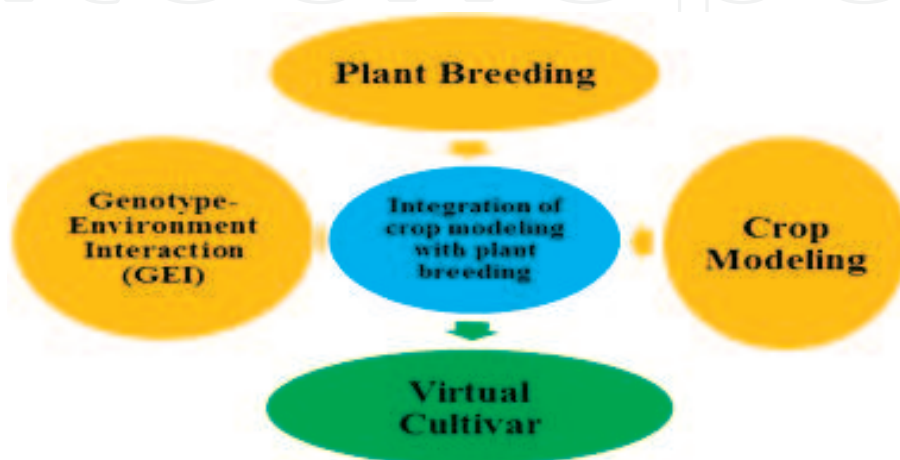 Plant Breeding
Genotype-
Environment
Interaction
(GEI)
Integration of
crop modeling
with plant
breeding
Crop
Modeling
Virtual
Cultivar